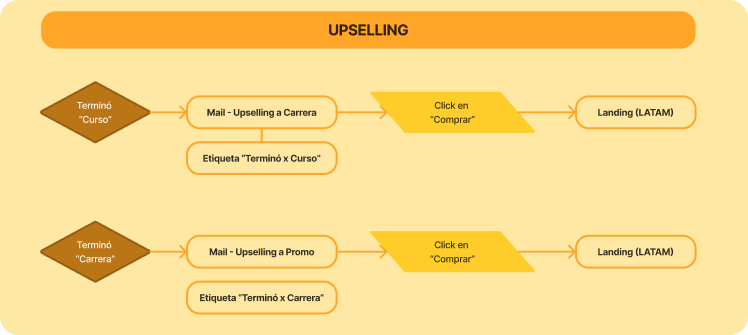 UPSELLING
Terminó
“Curso”
Mail - Upselling a Carrera
Click en
“Comprar”
Landing (LATAM)
Etiqueta “Terminó x Curso”
Terminó
“Carrera”
Mail - Upselling a Promo
Click en
“Comprar”
Landing (LATAM)
Etiqueta “Terminó x Carrera”